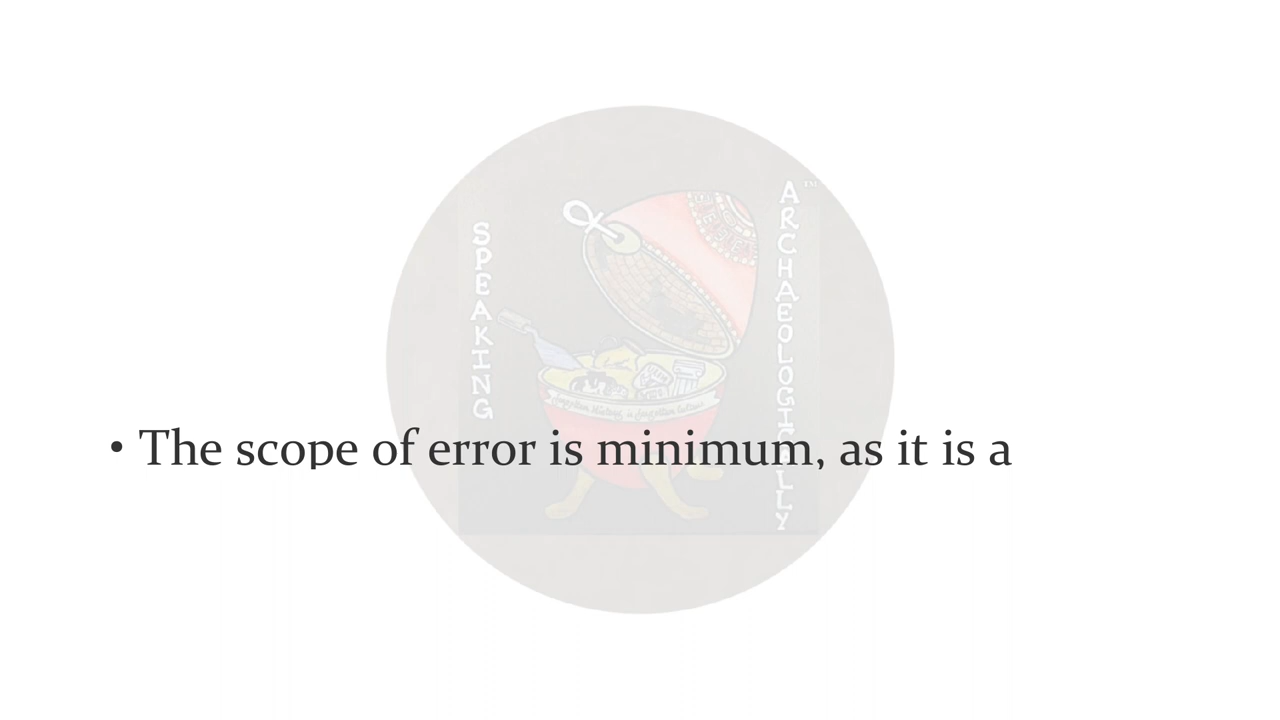 SPEAKING
ARCHAEOLOGICALLY
• The scope of error is minimum, as it is a